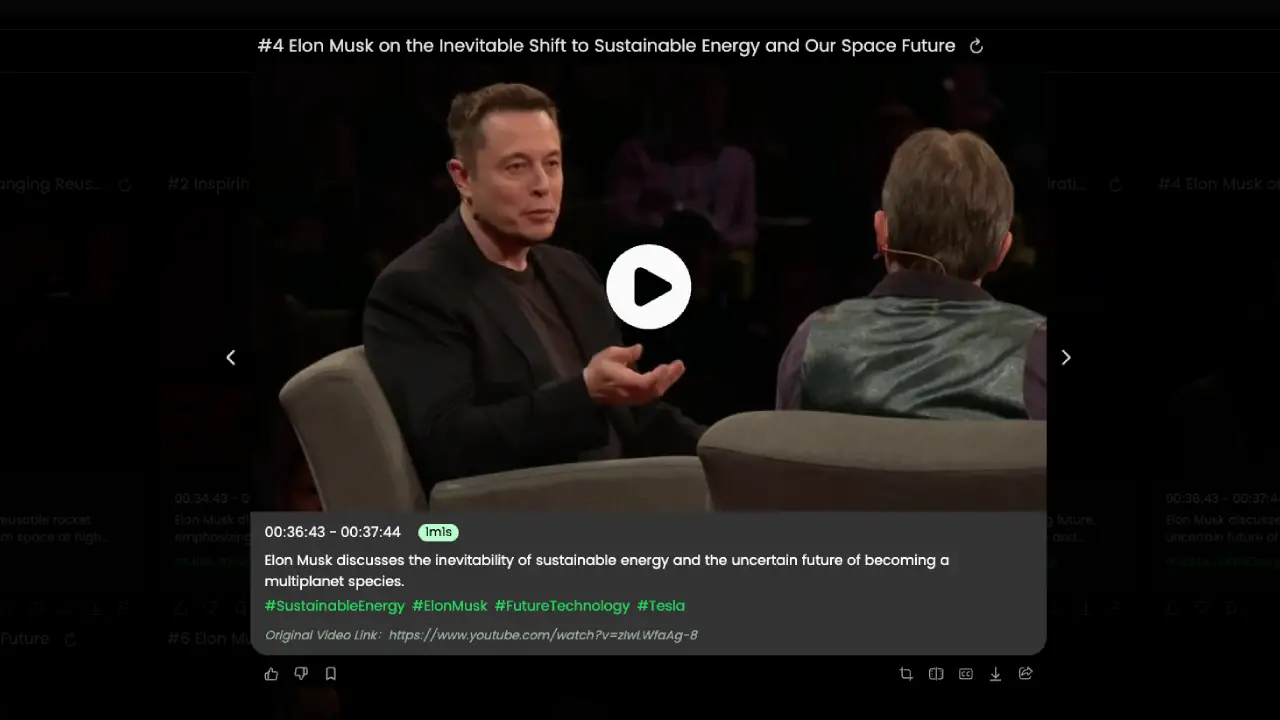 #4 Elon Musk on the Inevitable Shift to Sustainable Energy and Our Space Future
anging Reus...
#2 Inspirin
irati...
#4 Elon Musk o
00:34:43 - 0
00:36:43 - 00:37:4
eusable rocket
m space at high...
Elon Musk di
emphasizing
g future,
and...
Elon Musk discusse
uncertain future of
00:36:43 - 00:37:44
1m1s
Elon Musk discusses the inevitability of sustainable energy and the uncertain future of becoming a
multiplanet species.
#SustainableEnergy #ElonMusk #FutureTechnology #Tesla
Original Video Link: https://www.youtube.com/watch?v=zIwLWfaAg-8
Future
#6 Elon Mu
CC